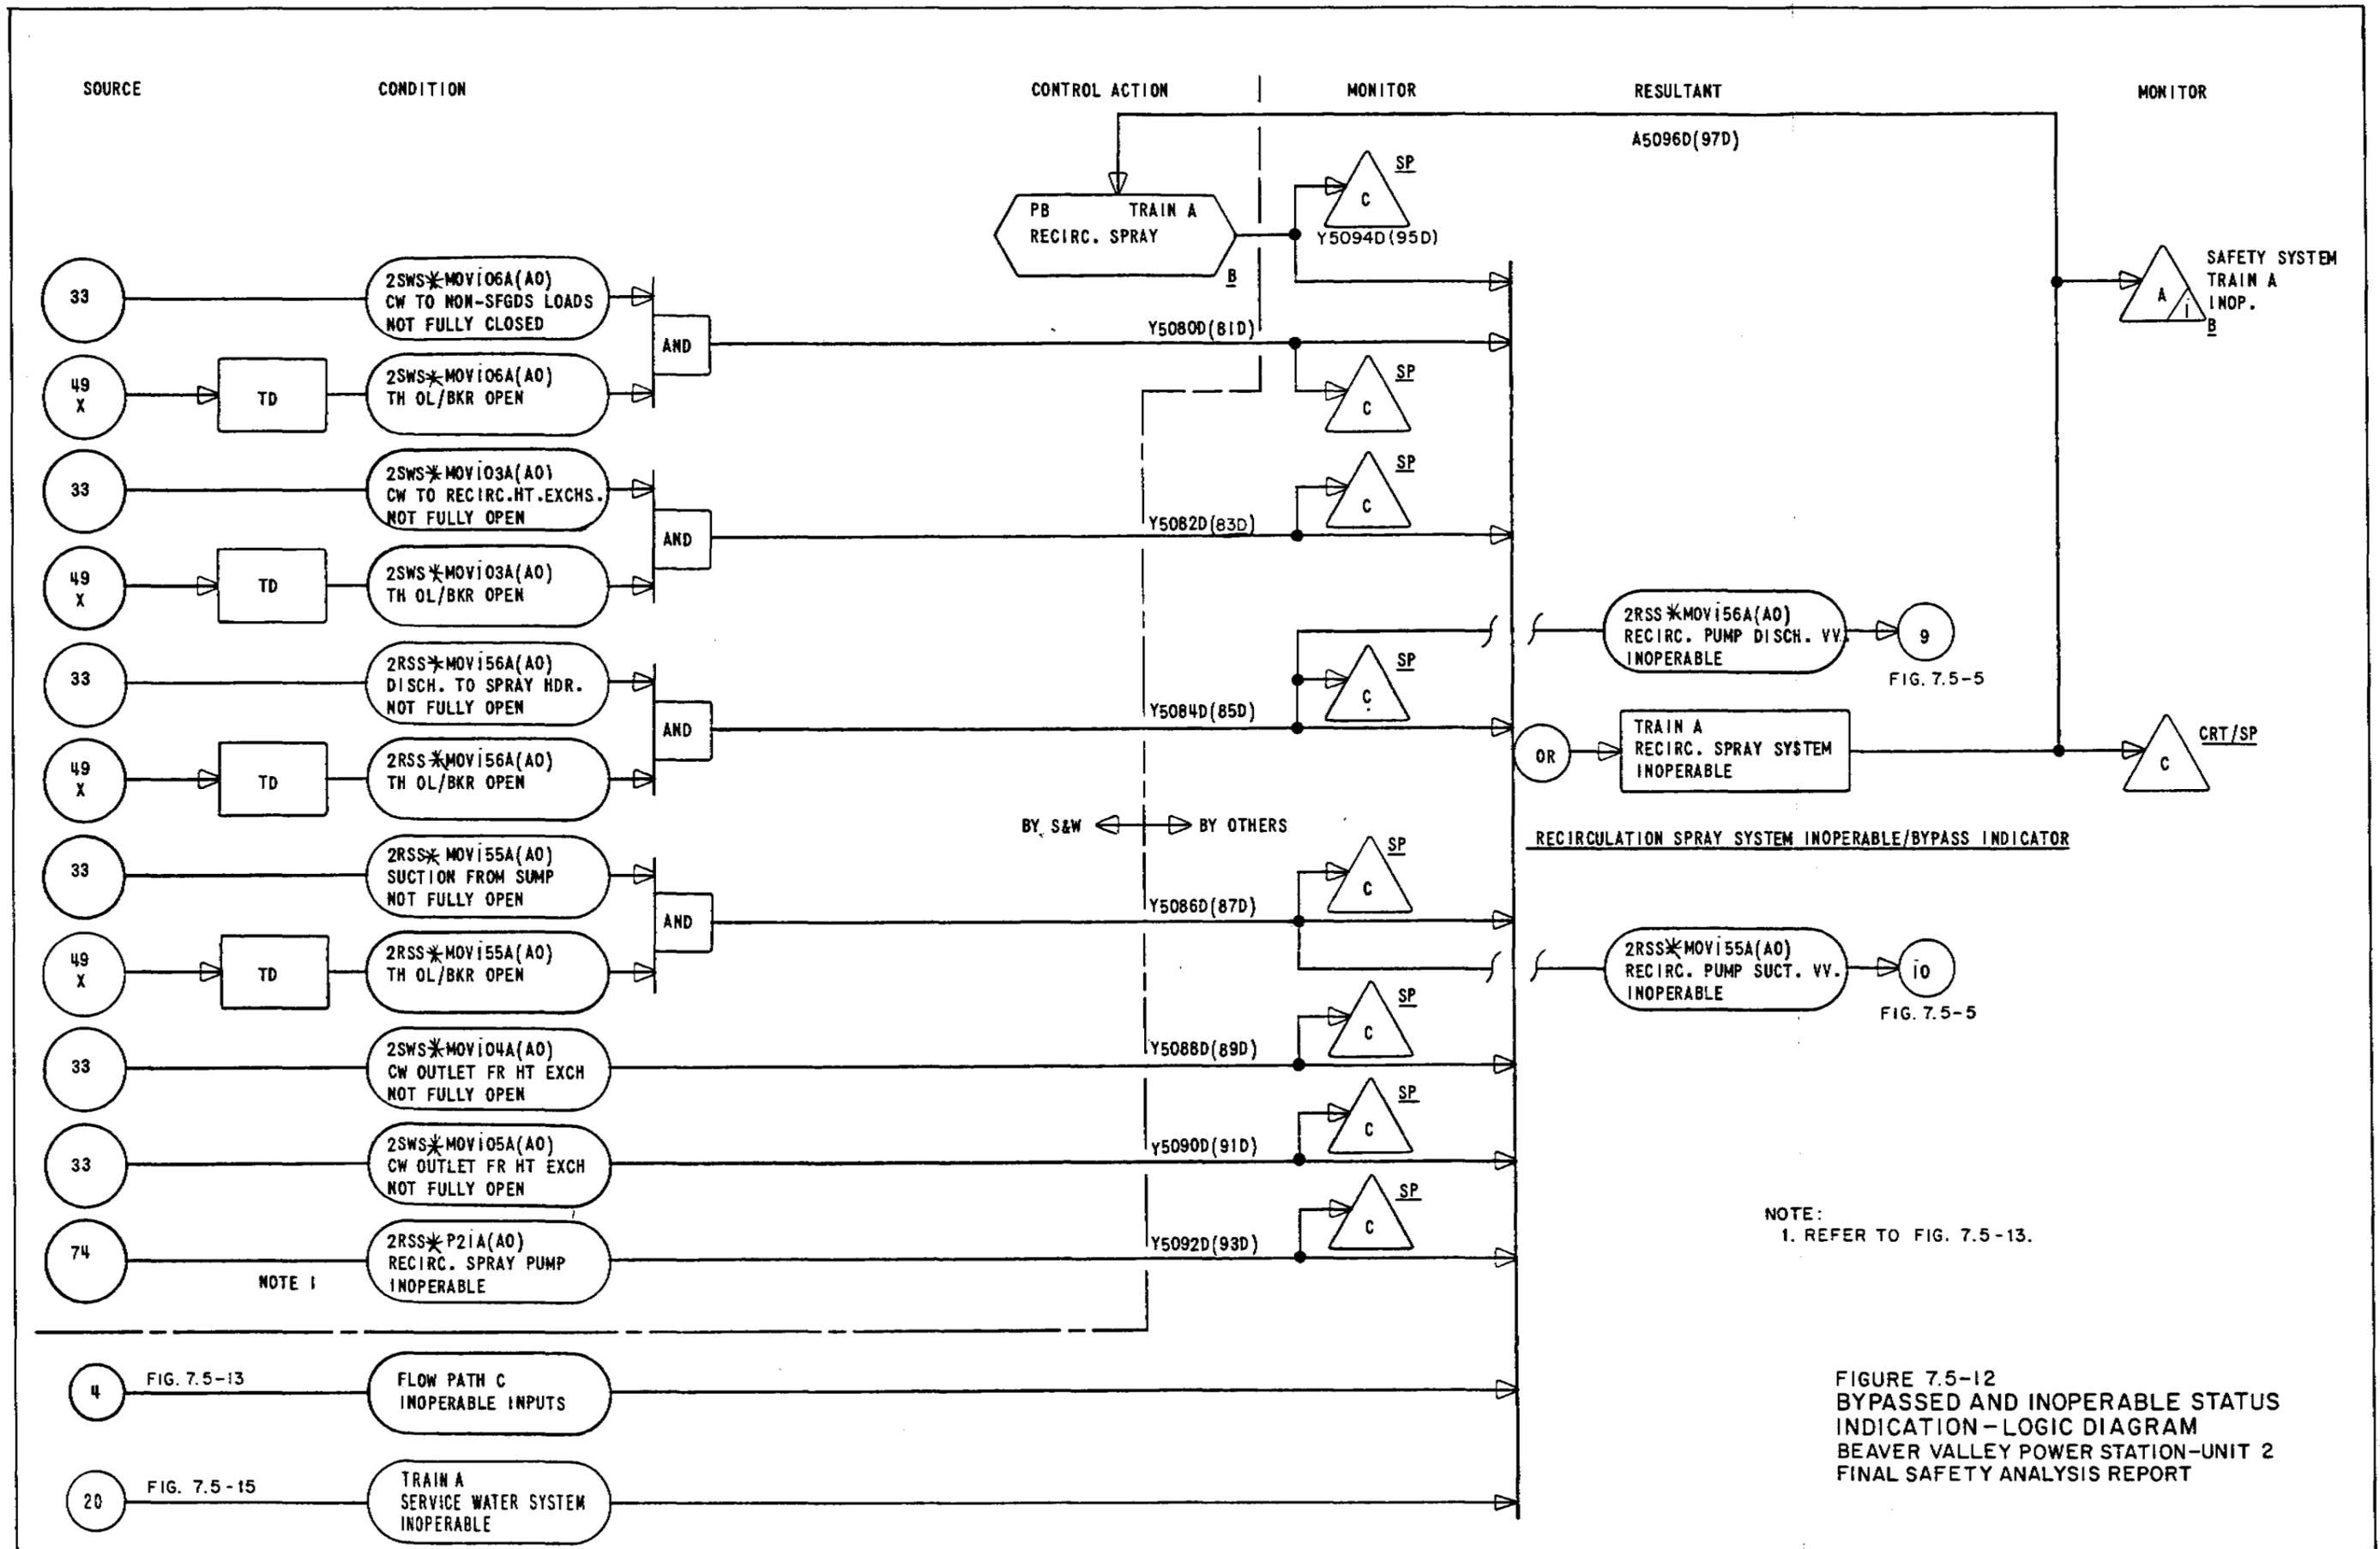 SOURCE
CONDITION
CONTROL ACTION
MONITOR
RESULTANT
MONITOR
A5096D(97D)
PB TRAIN A
RECIRC. SPRAY
B
SP
C
Y5094D(95D)
A
1
SAFETY SYSTEM
TRAIN A
INOP.
B
33
2SWS*MOV106A(AO)
CW TO NON-SFGDS LOADS
NOT FULLY CLOSED
AND
Y5080D(81D)
49
X
TD
2SWS*MOV106A(AO)
TH OL/BKR OPEN
SP
C
33
2SWS*MOV103A(AO)
CW TO RECIRC.HT.EXCHS.
NOT FULLY OPEN
AND
Y5082D(83D)
SP
C
49
X
TD
2SWS*MOV103A(AO)
TH OL/BKR OPEN
2RSS*MOV156A(AO)
RECIRC. PUMP DISCH. VV.
INOPERABLE
9
FIG. 7.5-5
33
2RSS*MOV156A(AO)
DISCH. TO SPRAY HDR.
NOT FULLY OPEN
AND
Y5084D(85D)
SP
C
49
X
TD
2RSS*MOV156A(AO)
TH OL/BKR OPEN
OR
TRAIN A
RECIRC. SPRAY SYSTEM
INOPERABLE
CRT/SP
C
BY S&W
BY OTHERS
RECIRCULATION SPRAY SYSTEM INOPERABLE/BYPASS INDICATOR
33
2RSS*MOV155A(AO)
SUCTION FROM SUMP
NOT FULLY OPEN
AND
Y5086D(87D)
SP
C
49
X
TD
2RSS*MOV155A(AO)
TH OL/BKR OPEN
2RSS*MOV155A(AO)
RECIRC. PUMP SUCT. VV.
INOPERABLE
10
FIG. 7.5-5
33
2SWS*MOV104A(AO)
CW OUTLET FR HT EXCH
NOT FULLY OPEN
Y5088D(89D)
SP
C
33
2SWS*MOV105A(AO)
CW OUTLET FR HT EXCH
NOT FULLY OPEN
Y5090D(91D)
SP
C
74
NOTE 1
2RSS*P21A(AO)
RECIRC. SPRAY PUMP
INOPERABLE
Y5092D(93D)
SP
C
NOTE:
1. REFER TO FIG. 7.5-13.
4
FIG. 7.5-13
FLOW PATH C
INOPERABLE INPUTS
20
FIG. 7.5-15
TRAIN A
SERVICE WATER SYSTEM
INOPERABLE
FIGURE 7.5-12
BYPASSED AND INOPERABLE STATUS
INDICATION-LOGIC DIAGRAM
BEAVER VALLEY POWER STATION-UNIT 2
FINAL SAFETY ANALYSIS REPORT